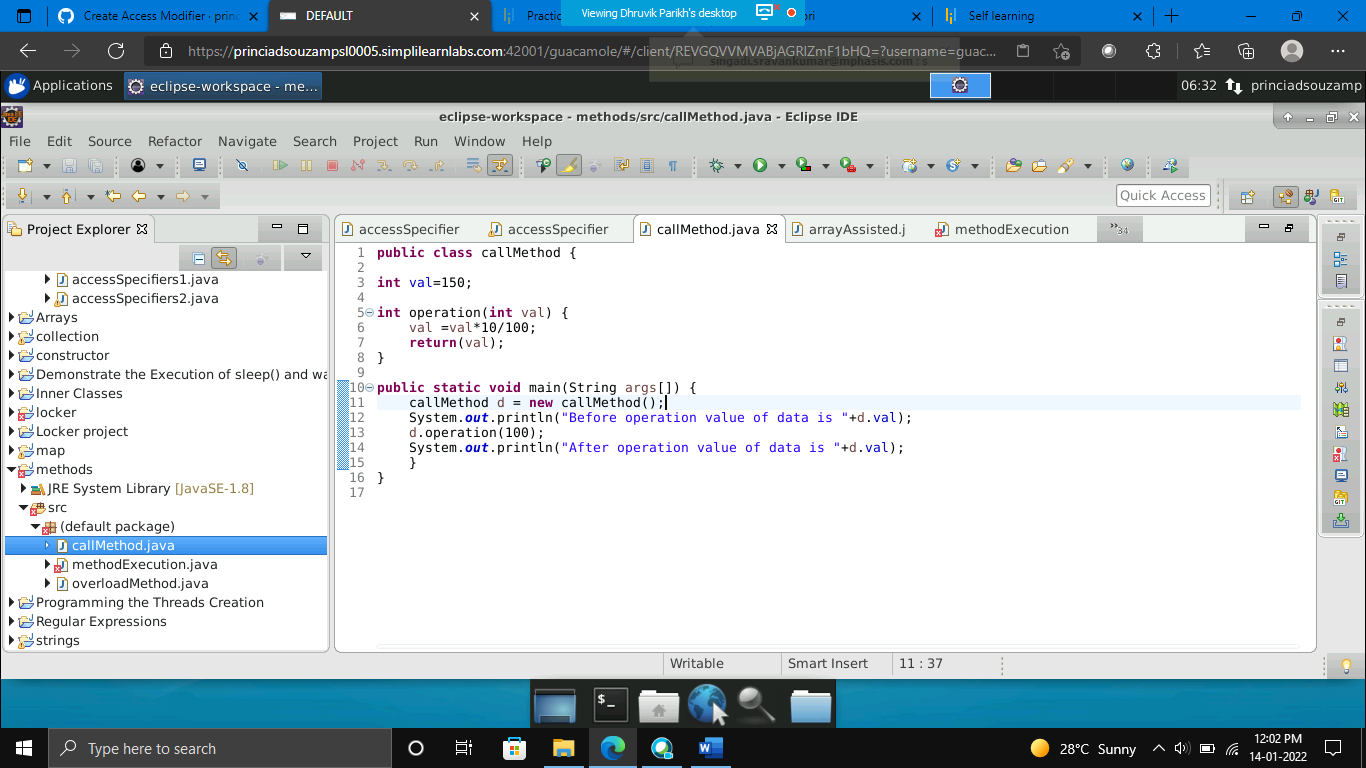 Create Access Modifier · princ
DEFAULT
Practic
Viewing Dhruvik Parikh's desktop
ori
Self learning
https://princiadsouzampsl0005.simplilearnlabs.com:42001/guacamole/#/client/REVGQVVMVABjAGRlZmF1bHQ=?username=guac...
singadi.sravankumar@mphasis.com : s
Applications
eclipse-workspace - me...
06:32
princiadsouzamp
eclipse-workspace - methods/src/callMethod.java - Eclipse IDE
File Edit Source Refactor Navigate Search Project Run Window Help
Quick Access
Project Explorer
accessSpecifier
accessSpecifier
callMethod.java
arrayAssisted.j
methodExecution
»34
accessSpecifiers1.java
accessSpecifiers2.java
Arrays
collection
constructor
Demonstrate the Execution of sleep() and wa
Inner Classes
locker
Locker project
map
methods
JRE System Library [JavaSE-1.8]
src
(default package)
callMethod.java
methodExecution.java
overloadMethod.java
Programming the Threads Creation
Regular Expressions
strings
1 public class callMethod {
2
3 int val=150;
4
5 int operation(int val) {
6 val =val*10/100;
7 return(val);
8 }
9
10 public static void main(String args[]) {
11 callMethod d = new callMethod();
12 System.out.println("Before operation value of data is "+d.val);
13 d.operation(100);
14 System.out.println("After operation value of data is "+d.val);
15 }
16 }
17
Writable
Smart Insert
11 : 37
Type here to search
28°C Sunny
12:02 PM
14-01-2022